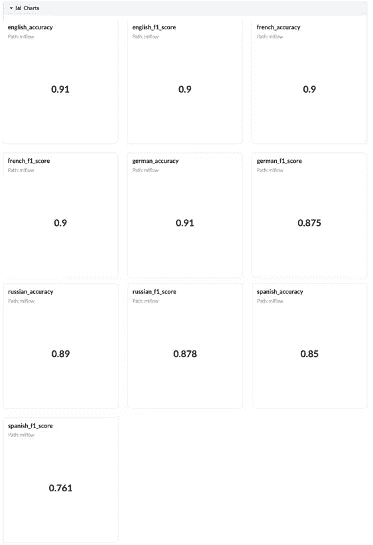 Charts
english_accuracy
Path: mlflow
0.91
english_f1_score
Path: mlflow
0.9
french_accuracy
Path: mlflow
0.9
french_f1_score
Path: mlflow
0.9
german_accuracy
Path: mlflow
0.91
german_f1_score
Path: mlflow
0.875
russian_accuracy
Path: mlflow
0.89
russian_f1_score
Path: mlflow
0.878
spanish_accuracy
Path: mlflow
0.85
spanish_f1_score
Path: mlflow
0.761